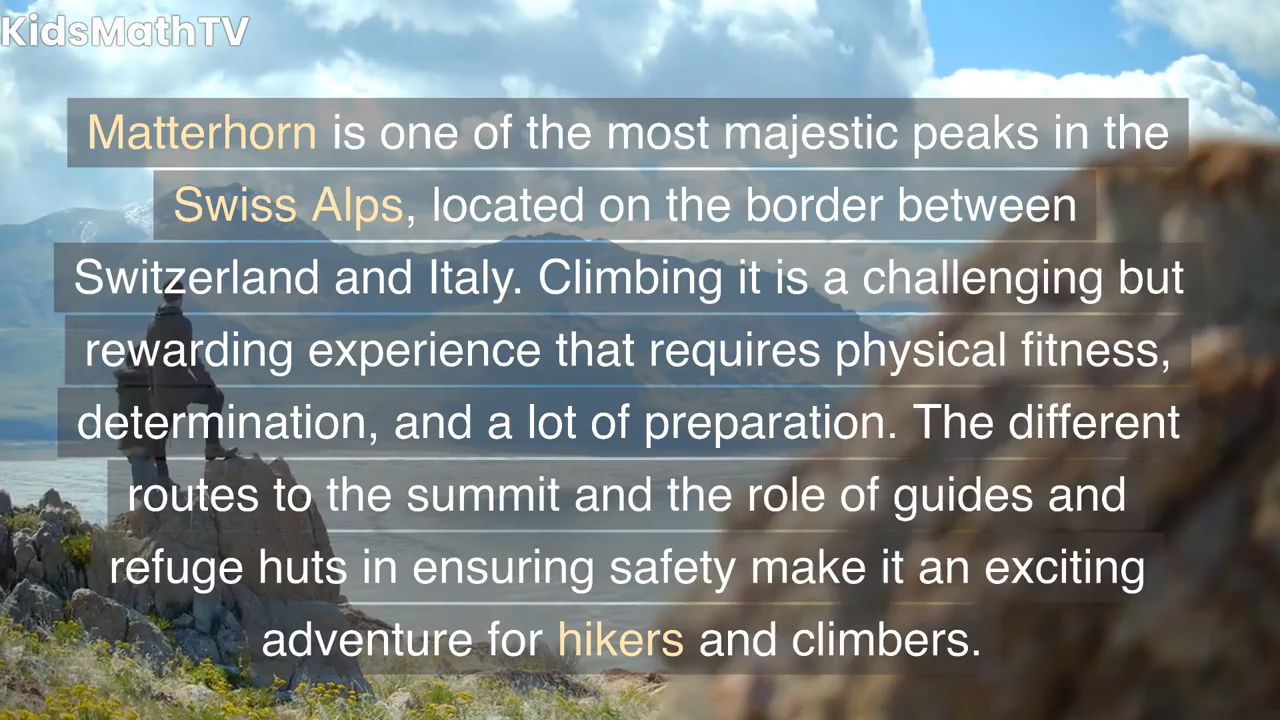 KidsMathTV
Matterhorn is one of the most majestic peaks in the
Swiss Alps, located on the border between
Switzerland and Italy. Climbing it is a challenging but
rewarding experience that requires physical fitness,
determination, and a lot of preparation. The different
routes to the summit and the role of guides and
refuge huts in ensuring safety make it an exciting
adventure for hikers and climbers.